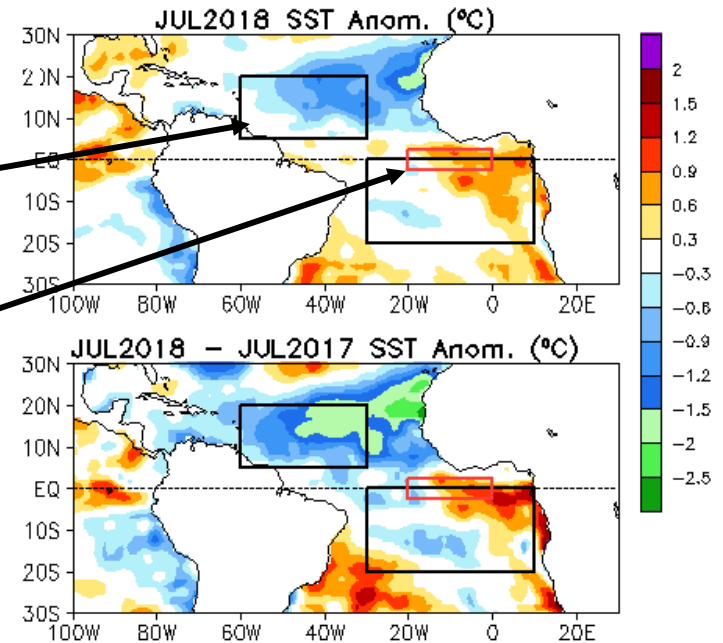 JUL2018 SST Anom. (ºC)
30N
20N
10N
EQ
10S
20S
30S
100W 80W 60W 40W 20W 0 20E
JUL2018 – JUL2017 SST Anom. (ºC)
30N
20N
10N
EQ
10S
20S
30S
100W 80W 60W 40W 20W 0 20E
2
1.5
1.2
0.9
0.6
0.3
-0.3
-0.6
-0.9
-1.2
-1.5
-2
-2.5